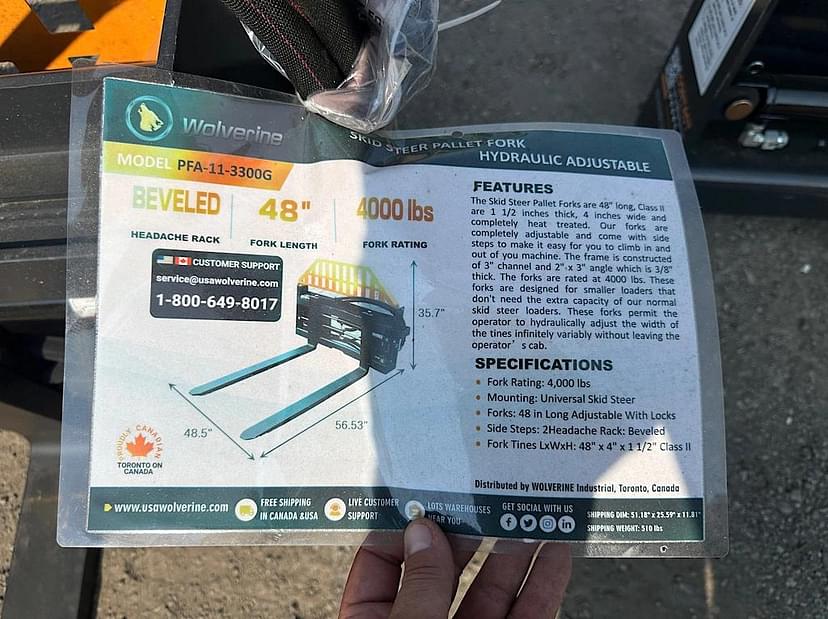 Wolverine
SKID STEER PALLET FORK
HYDRAULIC ADJUSTABLE
MODEL PFA-11-3300G
BEVELED
HEADACHE RACK
48"
FORK LENGTH
4000 lbs
FORK RATING
CUSTOMER SUPPORT
service@usawolverine.com
1-800-649-8017
35.7"
48.5"
56.53"
PROUDLY CANADIAN
TORONTO ON
CANADA
FEATURES
The Skid Steer Pallet Forks are 48" long, Class II
are 1 1/2 inches thick, 4 inches wide and
completely heat treated. Our forks are
completely adjustable and come with side
steps to make it easy for you to climb in and
out of you machine. The frame is constructed
of 3" channel and 2" x 3" angle which is 3/8"
thick. The forks are rated at 4000 lbs. These
forks are designed for smaller loaders that
don't need the extra capacity of our normal
skid steer loaders. These forks permit the
operator to hydraulically adjust the width of
the tines infinitely variably without leaving the
operator's cab.
SPECIFICATIONS
• Fork Rating: 4,000 lbs
• Mounting: Universal Skid Steer
• Forks: 48 in Long Adjustable With Locks
• Side Steps: 2Headache Rack: Beveled
• Fork Tines LxWxH: 48" x 4" x 1 1/2" Class II
Distributed by WOLVERINE Industrial, Toronto, Canada
www.usawolverine.com
FREE SHIPPING
IN CANADA &USA
LIVE CUSTOMER
SUPPORT
LOTS WAREHOUSES
NEAR YOU
GET SOCIAL WITH US
SHIPPING DIM: 51.18" x 25.59" x 11.81"
SHIPPING WEIGHT: 510 lbs